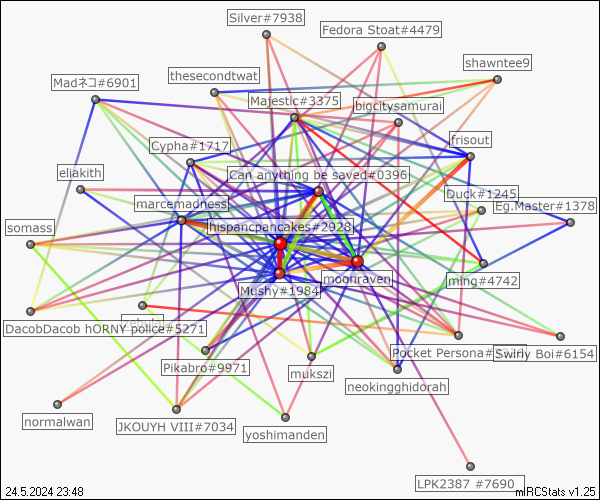 Silver#7938
Fedora Stoat#4479
shawntee9
thesecondtwat
Madネコ#6901
Majestic#3375
bigcitysamurai
frisout
Cypha#1717
eliakith
Can anything be saved#0396
Duck#1245
Eg.Master#1378
marcemadness
somass
hispancpancakes#2928
moonraven
ming#4742
Mushy#1984
DacobDacob hORNY police#5271
Pikabro#9971
mukszi
Pocket Persona#
Swirly Boi#6154
neokingghidorah
normalwan
JKOUYH VIII#7034
yoshimanden
LPK2387 #7690
24.5.2024 23:48
mIRCStats v1.25